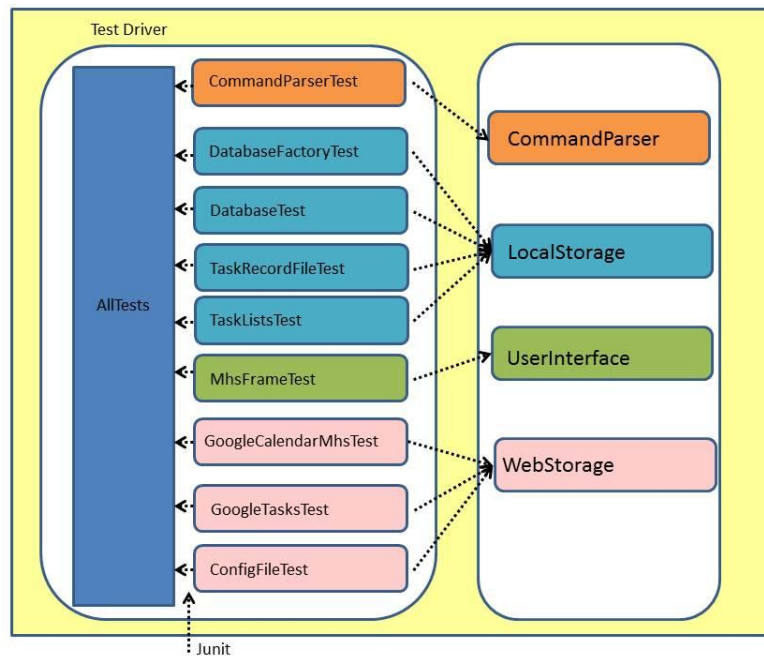 Test Driver
CommandParserTest
DatabaseFactoryTest
DatabaseTest
TaskRecordFileTest
AllTests
TaskListsTest
MhsFrameTest
GoogleCalendarMhsTest
GoogleTasksTest
ConfigFileTest
Junit
CommandParser
LocalStorage
UserInterface
WebStorage